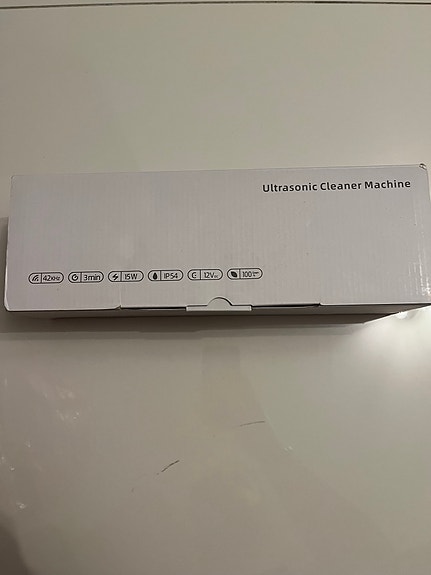 Ultrasonic Cleaner Machine
42kHz 3min 15W IP54 C 12V 100